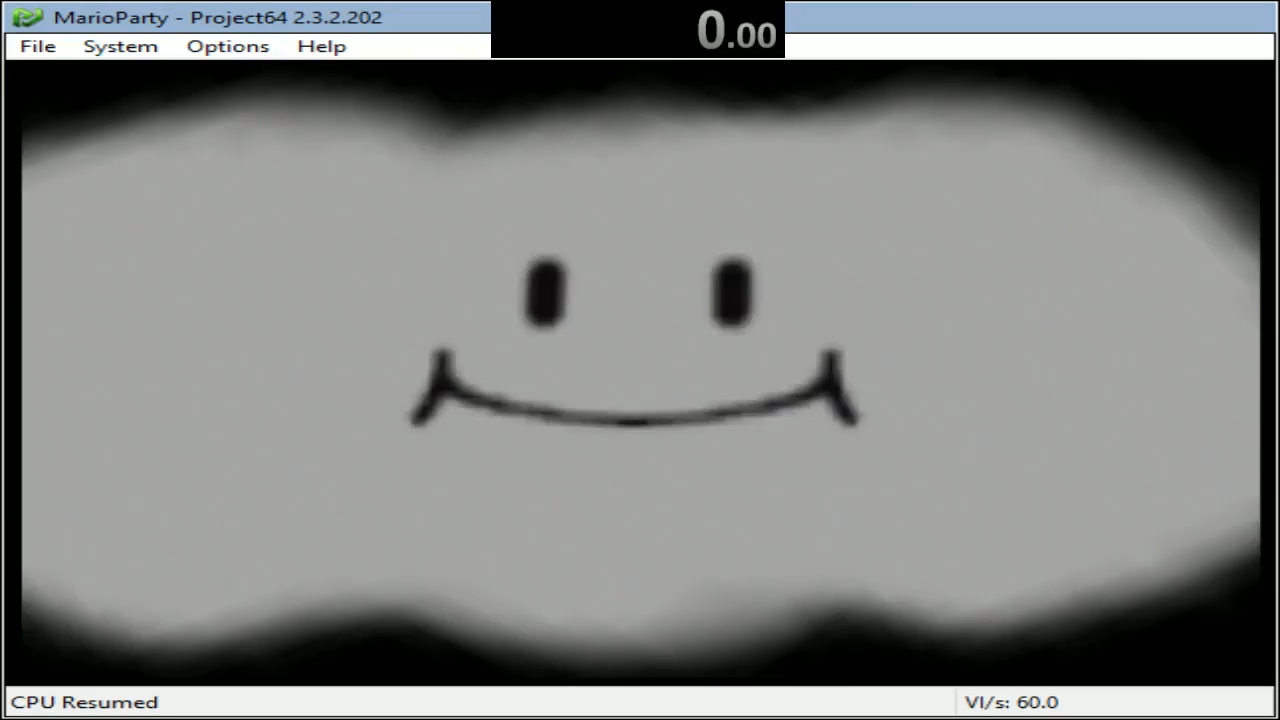 MarioParty - Project64 2.3.2.202
0.00
File System Options Help
CPU Resumed VI/s: 60.0